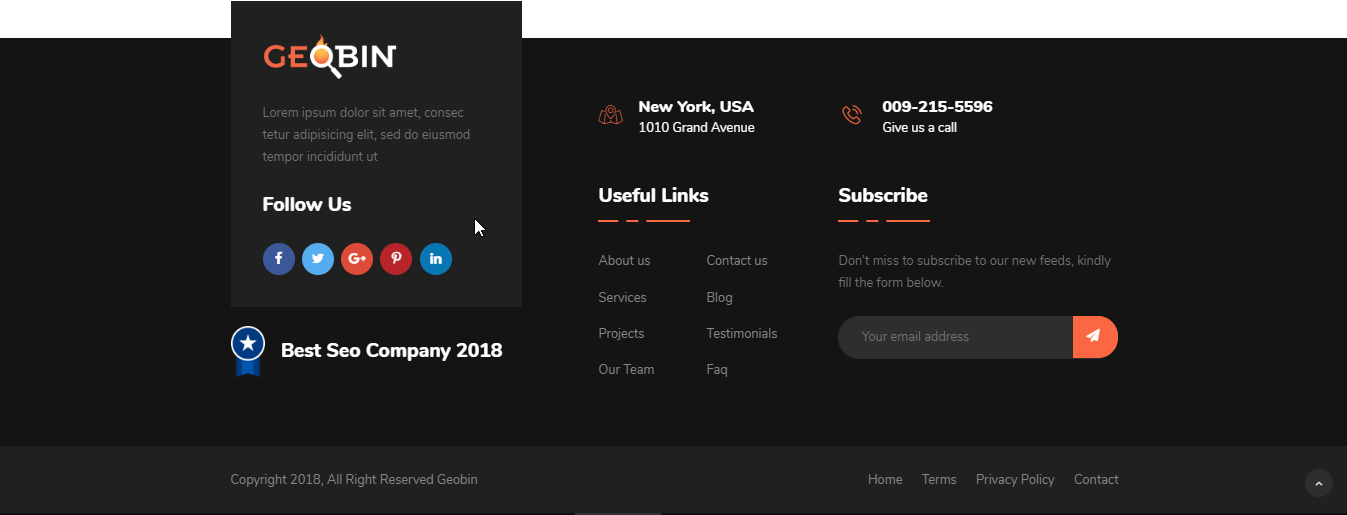 GEOBIN
Lorem ipsum dolor sit amet, consec
tetur adipisicing elit, sed do eiusmod
tempor incididunt ut
Follow Us
f
G+
in
Best Seo Company 2018
New York, USA
1010 Grand Avenue
009-215-5596
Give us a call
Useful Links
About us
Contact us
Services
Blog
Projects
Testimonials
Our Team
Faq
Subscribe
Don't miss to subscribe to our new feeds, kindly
fill the form below.
Your email address
Copyright 2018, All Right Reserved Geobin
Home Terms Privacy Policy Contact